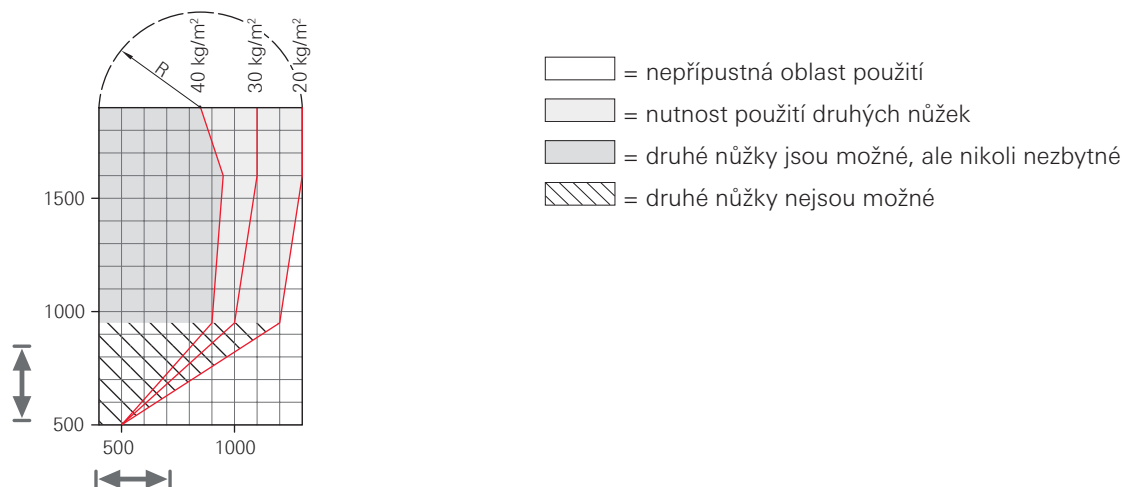 40 kg/m²
30 kg/m²
20 kg/m²
R
1500
1000
500
500
1000
= nepřípustná oblast použití
= nutnost použití druhých nůžek
= druhé nůžky jsou možné, ale nikoli nezbytné
= druhé nůžky nejsou možné